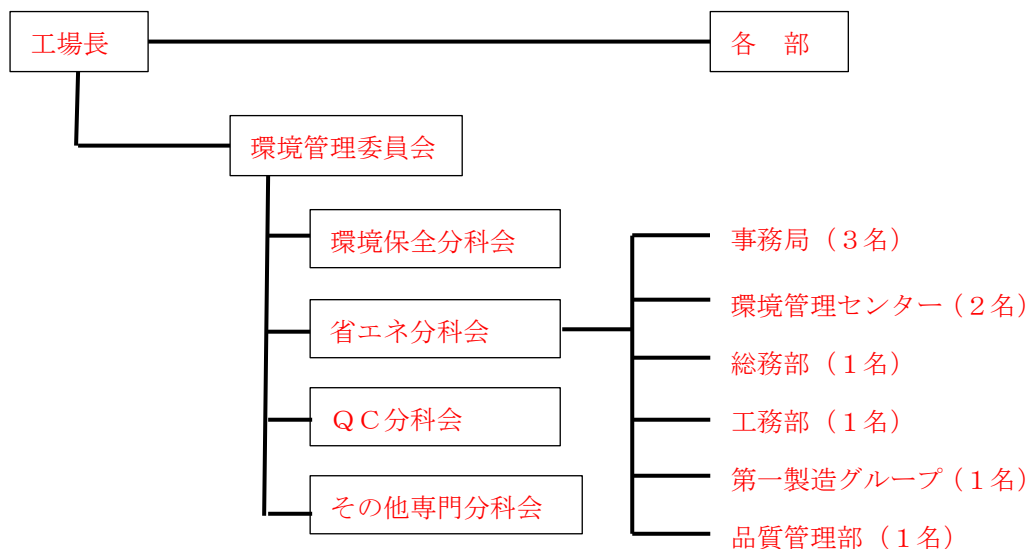 工場長
各　部
環境管理委員会
環境保全分科会
事務局（３名）
環境管理センター（２名）
省エネ分科会
総務部（１名）
ＱＣ分科会
工務部（１名）
第一製造グループ（１名）
その他専門分科会
品質管理部（１名）